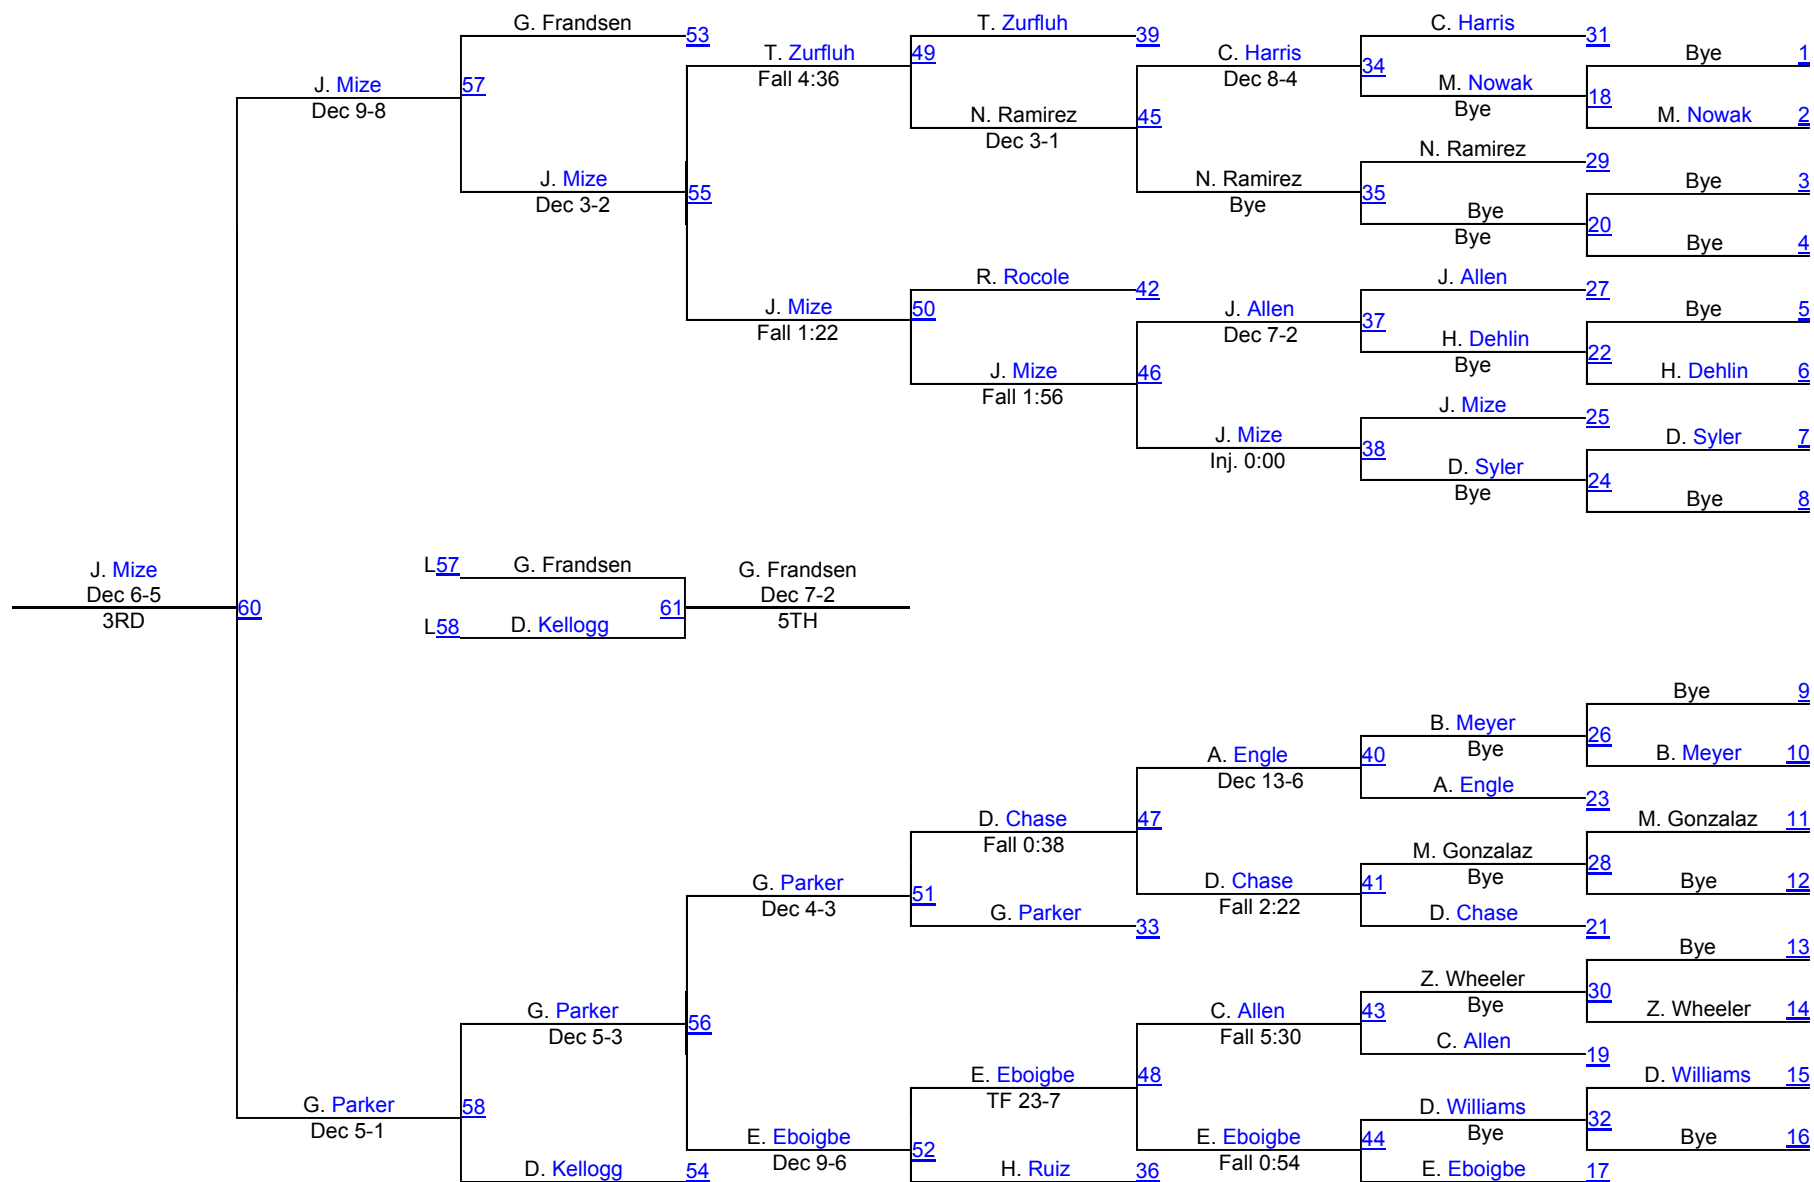 G. Frandsen
53
T. Zurfluh
39
C. Harris
31
Bye 1
J. Mize
Dec 9-8
57
T. Zurfluh
Fall 4:36
49
C. Harris
Dec 8-4
34
M. Nowak
Bye
18
M. Nowak 2
N. Ramirez
Dec 3-1
45
N. Ramirez
29
Bye 3
J. Mize
Dec 3-2
55
N. Ramirez
Bye
35
Bye
Bye
20
Bye 4
R. Rocole
42
J. Allen
27
Bye 5
J. Mize
Fall 1:22
50
J. Allen
Dec 7-2
37
H. Dehlin
Bye
22
H. Dehlin 6
J. Mize
Fall 1:56
46
J. Mize
25
D. Syler 7
J. Mize
Inj. 0:00
38
D. Syler
Bye
24
Bye 8
J. Mize
Dec 6-5
3RD
60
L57 G. Frandsen
L58 D. Kellogg
61
G. Frandsen
Dec 7-2
5TH
Bye 9
B. Meyer
Bye
26
B. Meyer 10
A. Engle
Dec 13-6
40
A. Engle
23
M. Gonzalaz 11
D. Chase
Fall 0:38
47
M. Gonzalaz
Bye
28
Bye 12
G. Parker
Dec 4-3
51
D. Chase
Fall 2:22
41
D. Chase
21
G. Parker
33
Bye 13
Z. Wheeler
Bye
30
Z. Wheeler 14
G. Parker
Dec 5-3
56
C. Allen
Fall 5:30
43
C. Allen
19
D. Williams 15
E. Eboigbe
TF 23-7
48
G. Parker
Dec 5-1
58
D. Williams
Bye
32
Bye 16
E. Eboigbe
Dec 9-6
52
E. Eboigbe
Fall 0:54
44
D. Kellogg
54
H. Ruiz
36
E. Eboigbe
17